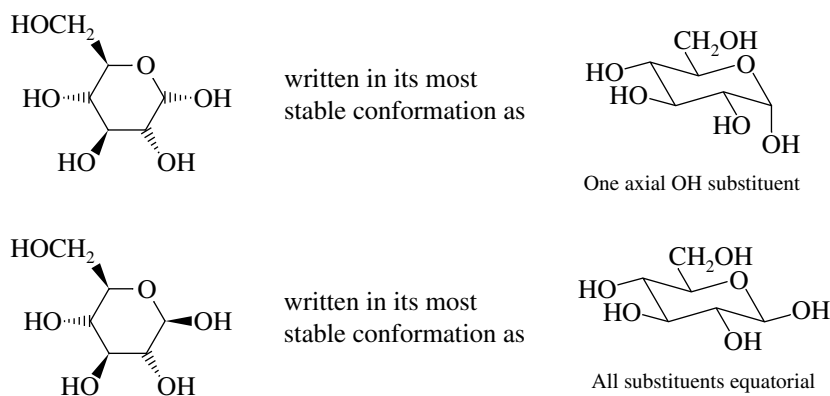 HOCH2
O
HO
OH
HO
OH
written in its most
stable conformation as
CH2OH
HO
O
HO
HO
OH
One axial OH substituent
HOCH2
O
HO
OH
HO
OH
written in its most
stable conformation as
CH2OH
HO
O
HO
OH
OH
All substituents equatorial